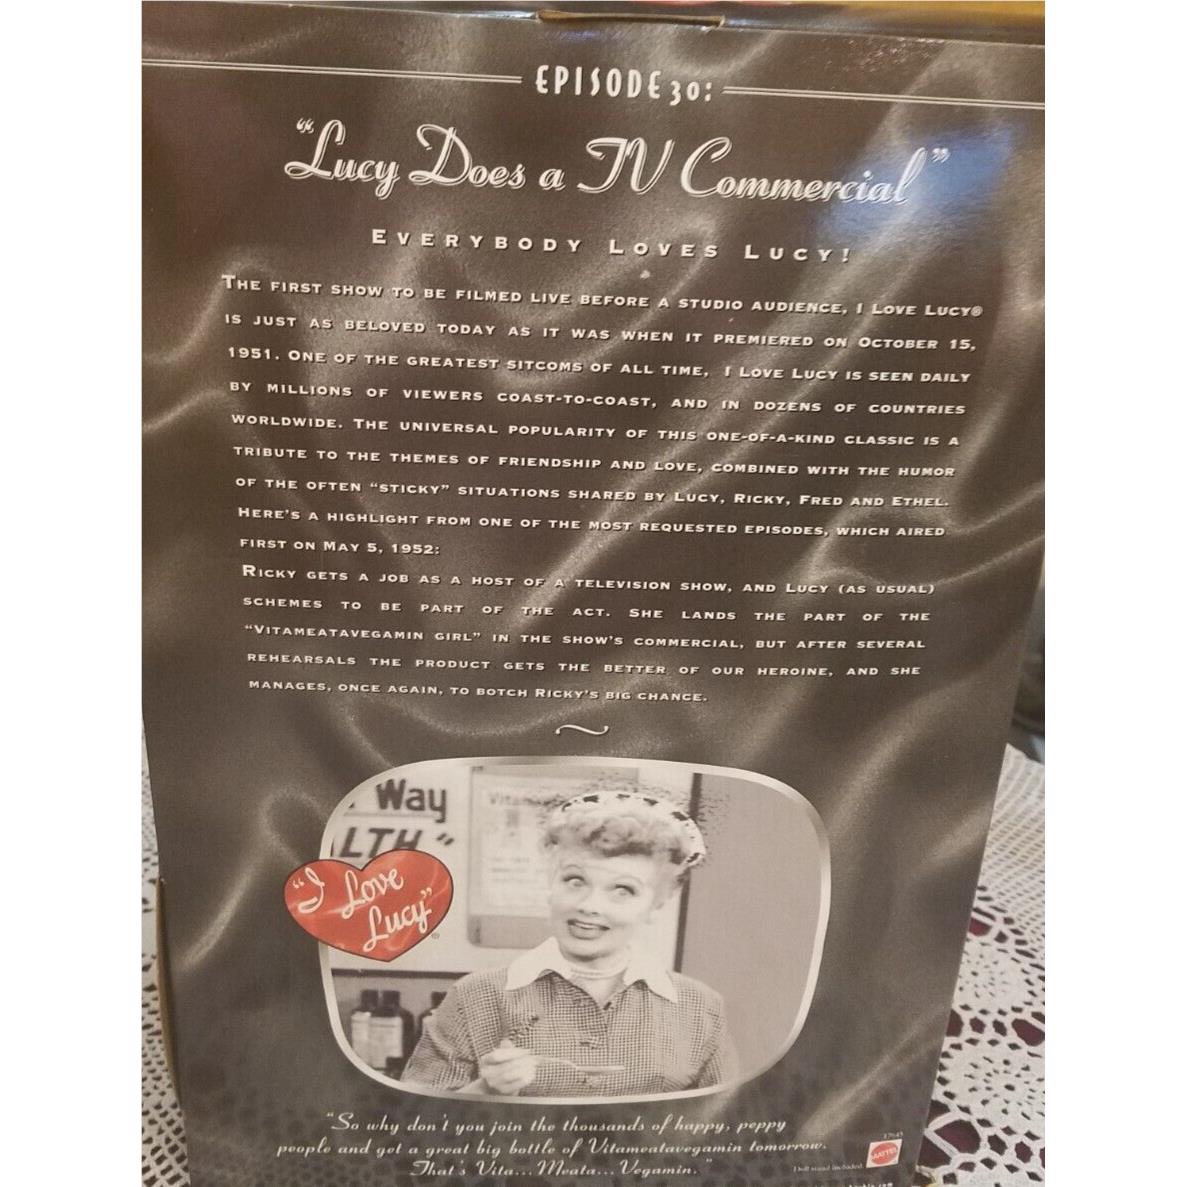 EPISODE 30:
"Lucy Does a TV Commercial"
EVERYBODY LOVES LUCY!
THE FIRST SHOW TO BE FILMED LIVE BEFORE A STUDIO AUDIENCE, I LOVE LUCY®
IS JUST AS BELOVED TODAY AS IT WAS WHEN IT PREMIERED ON OCTOBER 15,
1951. ONE OF THE GREATEST SITCOMS OF ALL TIME, I LOVE LUCY IS SEEN DAILY
BY MILLIONS OF VIEWERS COAST-TO-COAST, AND IN DOZENS OF COUNTRIES
WORLDWIDE. THE UNIVERSAL POPULARITY OF THIS ONE-OF-A-KIND CLASSIC IS A
TRIBUTE TO THE THEMES OF FRIENDSHIP AND LOVE, COMBINED WITH THE HUMOR
OF THE OFTEN "STICKY" SITUATIONS SHARED BY LUCY, RICKY, FRED AND ETHEL.
HERE'S A HIGHLIGHT FROM ONE OF THE MOST REQUESTED EPISODES, WHICH AIRED
FIRST ON MAY 5, 1952:
RICKY GETS A JOB AS A HOST OF A TELEVISION SHOW, AND LUCY (AS USUAL)
SCHEMES TO BE PART OF THE ACT. SHE LANDS THE PART OF THE
"VITAMEATAVEGAMIN GIRL" IN THE SHOW'S COMMERCIAL, BUT AFTER SEVERAL
REHEARSALS THE PRODUCT GETS THE BETTER OF OUR HEROINE, AND SHE
MANAGES, ONCE AGAIN, TO BOTCH RICKY'S BIG CHANCE.
Way
LTH"
"I Love
Lucy"®
"So why don't you join the thousands of happy, peppy
people and get a great big bottle of Vitameatavegamin tomorrow.
That's Vita... Meata... Vegamin."
17645
MATTEL
Doll stand included.